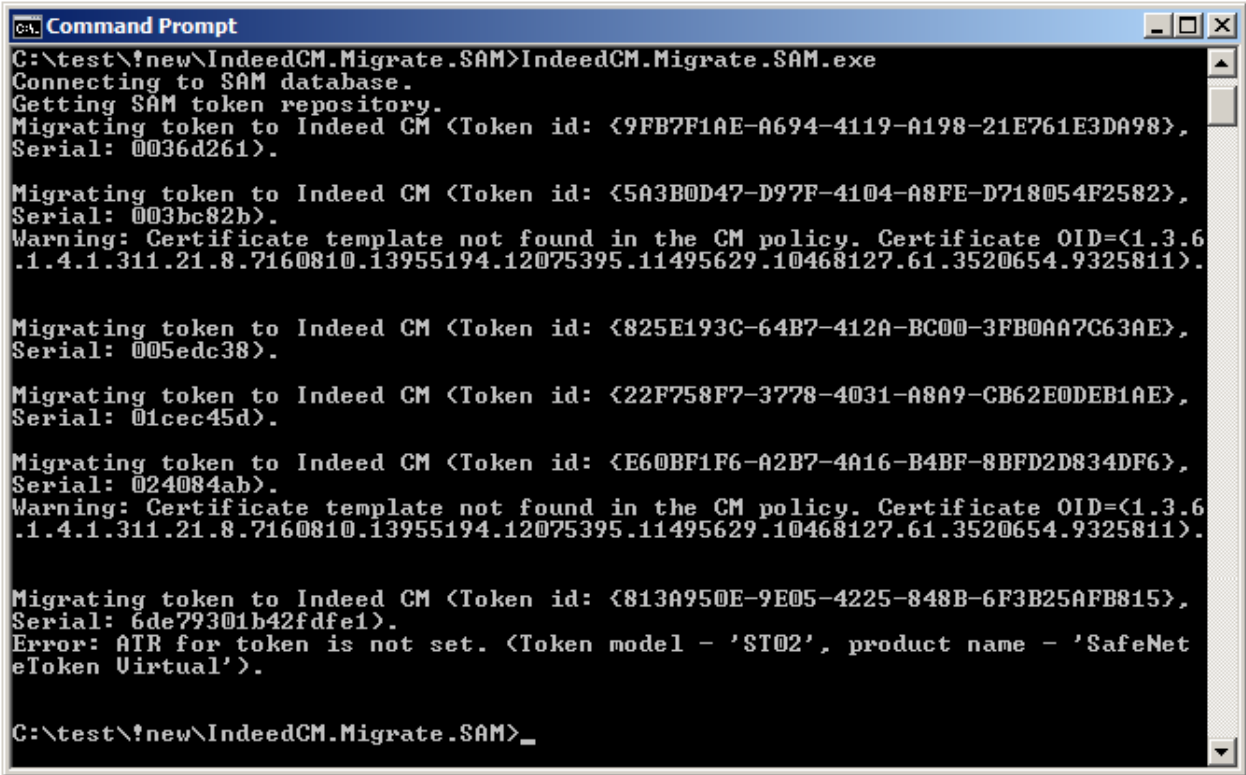 Command Prompt
C:\test\!new\IndeedCM.Migrate.SAM>IndeedCM.Migrate.SAM.exe
Connecting to SAM database.
Getting SAM token repository.
Migrating token to Indeed CM (Token id: {9FB7F1AE-A694-4119-A198-21E761E3DA98},
Serial: 0036d261).
Migrating token to Indeed CM (Token id: {5A3B0D47-D97F-4104-A8FE-D718054F2582},
Serial: 003bc82b).
Warning: Certificate template not found in the CM policy. Certificate OID=(1.3.6
.1.4.1.311.21.8.7160810.13955194.12075395.11495629.10468127.61.3520654.9325811).
Migrating token to Indeed CM (Token id: {825E193C-64B7-412A-BC00-3FB0AA7C63AE},
Serial: 005edc38).
Migrating token to Indeed CM (Token id: {22F758F7-3778-4031-A8A9-CB62E0DEB1AE},
Serial: 01cec45d).
Migrating token to Indeed CM (Token id: {E60BF1F6-A2B7-4A16-B4BF-8BFD2D834DF6},
Serial: 024084ab).
Warning: Certificate template not found in the CM policy. Certificate OID=(1.3.6
.1.4.1.311.21.8.7160810.13955194.12075395.11495629.10468127.61.3520654.9325811).
Migrating token to Indeed CM (Token id: {813A950E-9E05-4225-848B-6F3B25AFB815},
Serial: 6de79301b42fdfe1).
Error: ATR for token is not set. (Token model - 'ST02', product name - 'SafeNet
eToken Virtual').
C:\test\!new\IndeedCM.Migrate.SAM>_